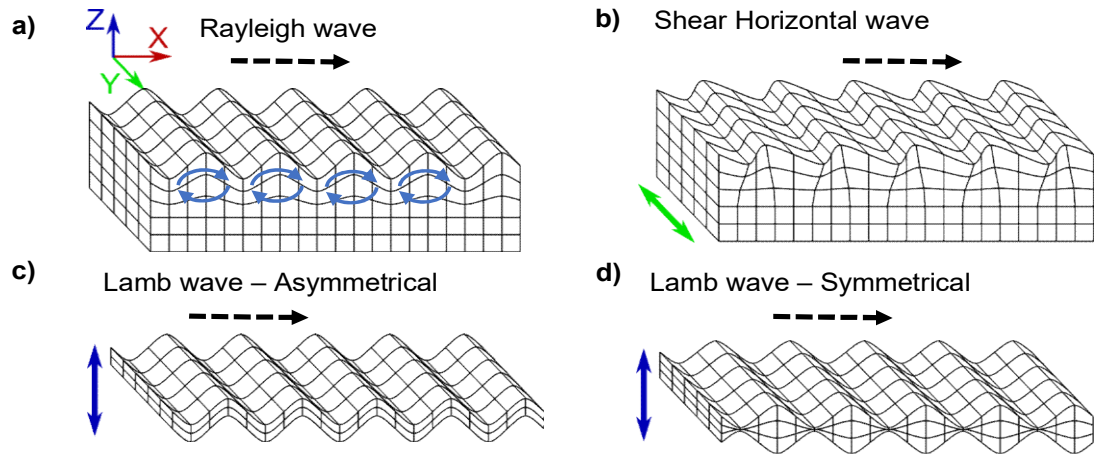 a)
Z
X
Y
Rayleigh wave
b)
Shear Horizontal wave
c)
Lamb wave – Asymmetrical
d)
Lamb wave – Symmetrical